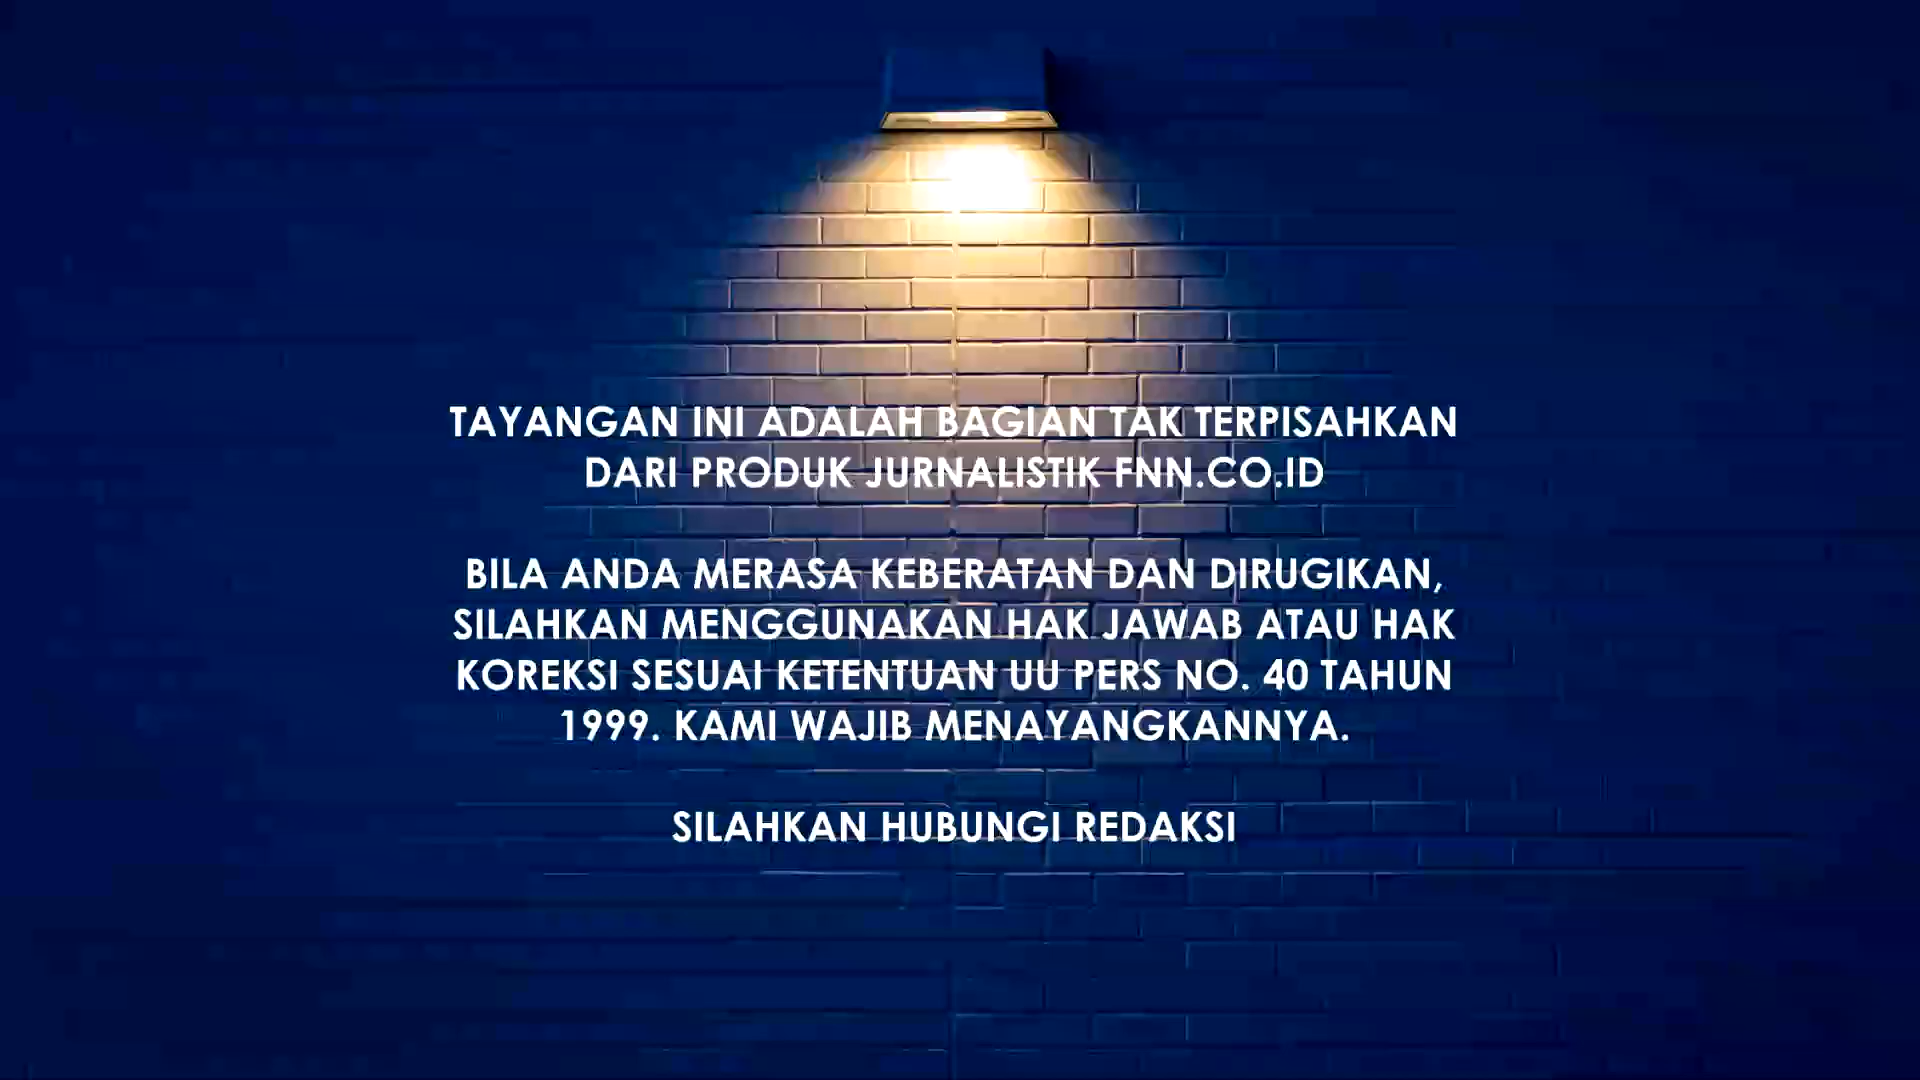 TAYANGAN INI ADALAH BAGIAN TAK TERPISAHKAN
DARI PRODUK JURNALISTIK FNN.CO.ID
BILA ANDA MERASA KEBERATAN DAN DIRUGIKAN,
SILAHKAN MENGGUNAKAN HAK JAWAB ATAU HAK
KOREKSI SESUAI KETENTUAN UU PERS NO. 40 TAHUN
1999. KAMI WAJIB MENAYANGKANNYA.
SILAHKAN HUBUNGI REDAKSI